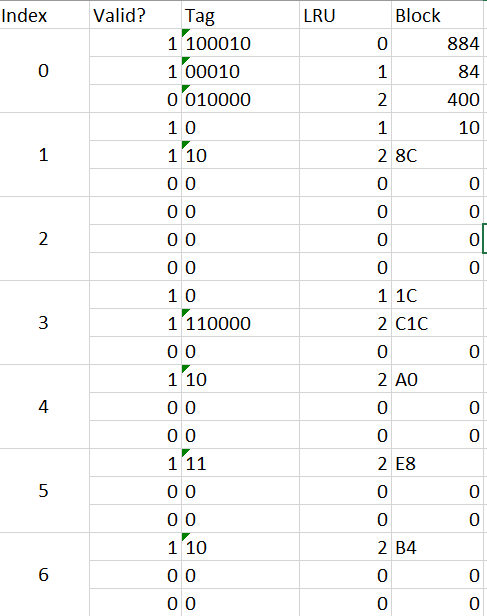 Index Valid? Tag LRU Block
1 100010 0 884
0 1 00010 1 84
0 010000 2 400
1 0 1 10
1 1 10 2 8C
0 0 0 0
0 0 0 0
2 0 0 0 0
0 0 0 0
1 0 1 1C
3 1 110000 2 C1C
0 0 0 0
1 10 2 A0
4 0 0 0 0
0 0 0 0
1 11 2 E8
5 0 0 0 0
0 0 0 0
1 10 2 B4
6 0 0 0 0
0 0 0 0